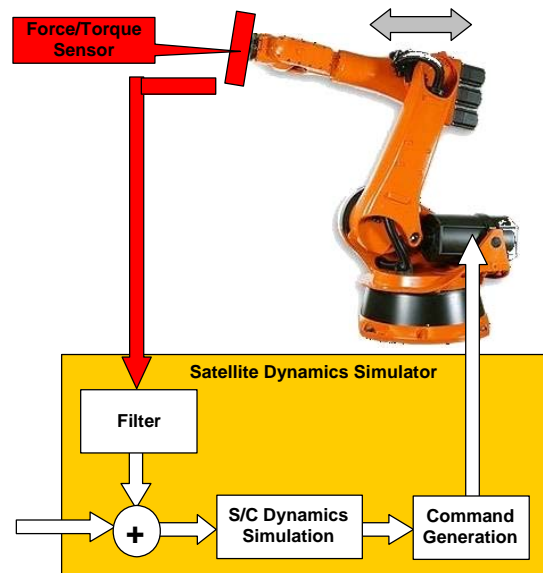 Force/Torque
Sensor
Satellite Dynamics Simulator
Filter
+
S/C Dynamics
Simulation
Command
Generation